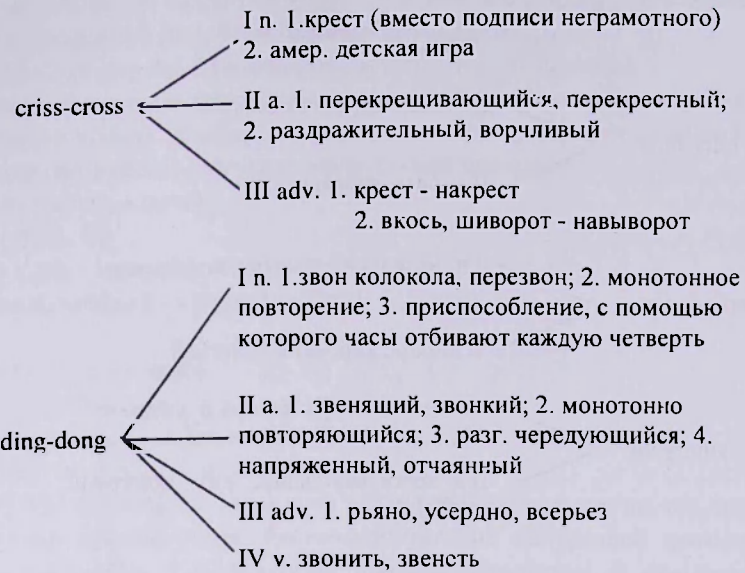 I n. 1.крест (вместо подписи неграмотного)
2. амер. детская игра
criss-cross
II a. 1. перекрещивающийся, перекрестный;
2. раздражительный, ворчливый
III adv. 1. крест - накрест
2. вкось, шиворот - навыворот
I n. 1.звон колокола, перезвон; 2. монотонное
повторение; 3. приспособление, с помощью
которого часы отбивают каждую четверть
II a. 1. звенящий, звонкий; 2. монотонно
ding-dong
повторяющийся; 3. разг. чередующийся; 4.
напряженный, отчаянный
III adv. 1. рьяно, усердно, всерьез
IV v. звонить, звенсть